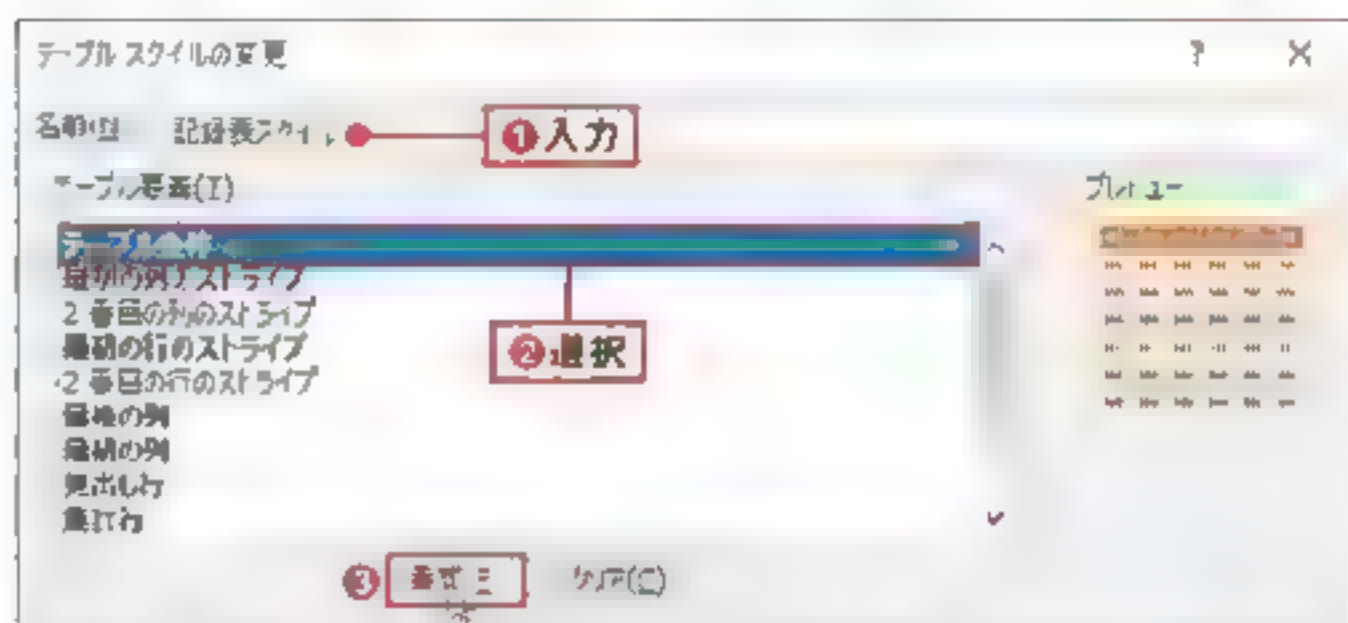 テーブル スタイルの変更
名前(N) 記録表スタイル ❶入力
テーブル要素(T) プレビュー
テーブル全体
最初の列のストライプ
2 番目の列のストライプ
最初の行のストライプ ❷選択
2 番目の行のストライプ
最後の列
最初の列
見出し行
集計行
❸ 書式 クリア(C)